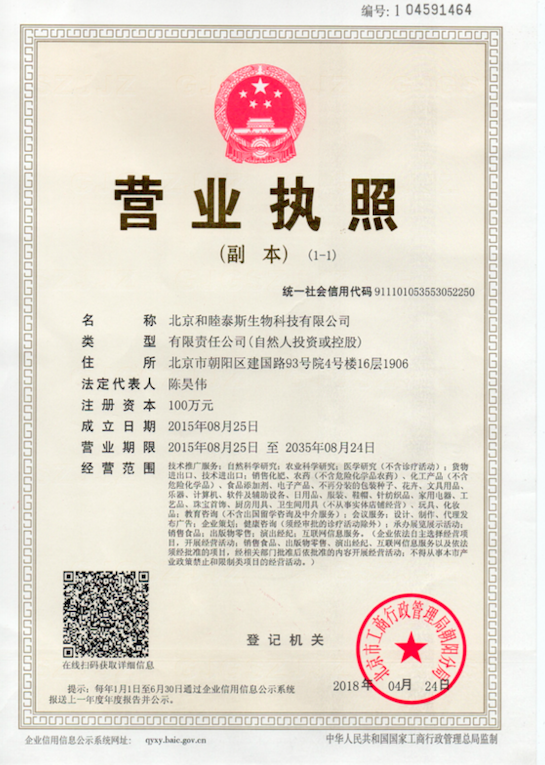 编号:1 04591464
营业执照
(副 本) (1-1)
统一社会信用代码 911101053553052250
名 称 北京和睦泰斯生物科技有限公司
类 型 有限责任公司(自然人投资或控股)
住 所 北京市朝阳区建国路93号院4号楼16层1906
法定代表人 陈昊伟
注册资本 100万元
成立日期 2015年08月25日
营业期限 2015年08月25日 至 2035年08月24日
经营范围 技术推广服务；自然科学研究；农业科学研究；医学研究（不含诊疗活动）；货物
进出口、技术进出口；销售化肥、农药（不含危险化学品农药）、化工产品（不含
危险化学品）、食品添加剂、电子产品、不再分装的包装种子、花卉、文具用品、
乐器、计算机、软件及辅助设备、日用品、服装、鞋帽、针纺织品、家用电器、工
艺品、珠宝首饰、厨房用具、卫生间用具（不从事实体店铺经营）、玩具、化妆
品；教育咨询（不含出国留学咨询及中介服务）；会议服务；设计、制作、代理发
布广告；企业策划；健康咨询（须经审批的诊疗活动除外）；承办展览展示活动；
销售食品；出版物零售；演出经纪；互联网信息服务。（企业依法自主选择经营项
目，开展经营活动；销售食品、出版物零售、演出经纪、互联网信息服务以及依法
须经批准的项目，经相关部门批准后依批准的内容开展经营活动；不得从事本市产
业政策禁止和限制类项目的经营活动。）
在线扫码获取详细信息
登记机关
北京市工商行政管理局朝阳分局
2018年 04月 24日
提示：每年1月1日至6月30日通过企业信用信息公示系统
报送上一年度年度报告并公示。
企业信用信息公示系统网址： qyxy.baic.gov.cn
中华人民共和国国家工商行政管理总局监制